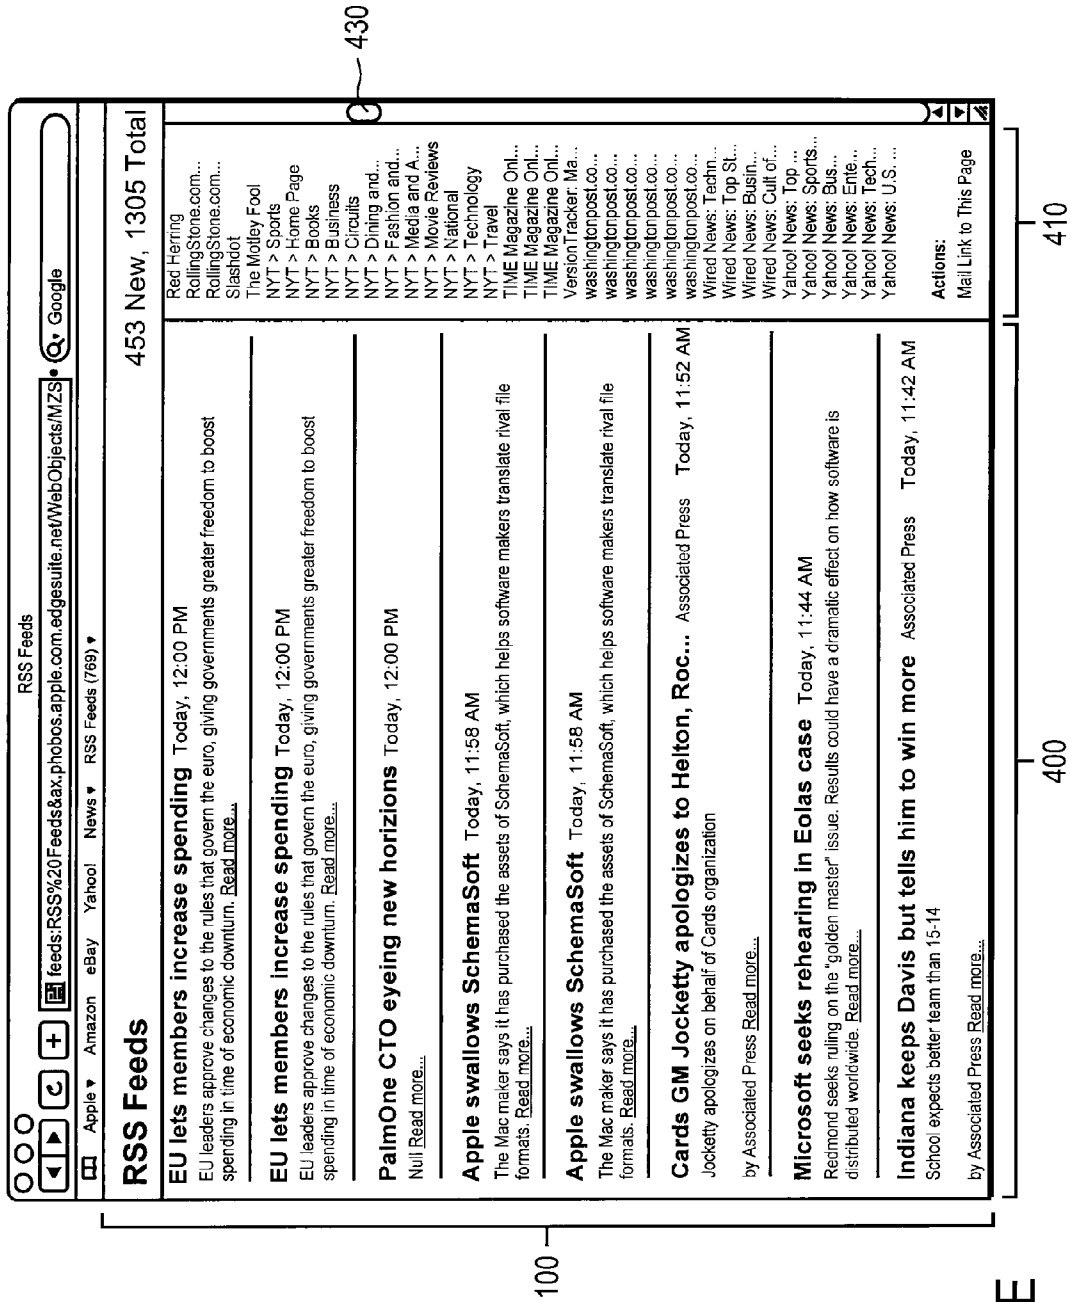 RSS Feeds
feeds:RSS%20Feeds&ax.phobos.apple.com.edgesuite.net/WebObjects/MZS
Google
Apple
Amazon
eBay
Yahoo!
News
RSS Feeds (769)
RSS Feeds
453 New, 1305 Total
EU lets members increase spending Today, 12:00 PM
EU leaders approve changes to the rules that govern the euro, giving governments greater freedom to boost
spending in time of economic downturn. Read more...
EU lets members increase spending Today, 12:00 PM
EU leaders approve changes to the rules that govern the euro, giving governments greater freedom to boost
spending in time of economic downturn. Read more...
PalmOne CTO eyeing new horizions Today, 12:00 PM
Null Read more...
Apple swallows SchemaSoft Today, 11:58 AM
The Mac maker says it has purchased the assets of SchemaSoft, which helps software makers translate rival file
formats. Read more...
Apple swallows SchemaSoft Today, 11:58 AM
The Mac maker says it has purchased the assets of SchemaSoft, which helps software makers translate rival file
formats. Read more...
Cards GM Jocketty apologizes to Helton, Roc... Associated Press Today, 11:52 AM
Jocketty apologizes on behalf of Cards organization
by Associated Press Read more...
Microsoft seeks rehearing in Eolas case Today, 11:44 AM
Redmond seeks ruling on the "golden master" issue. Results could have a dramatic effect on how software is
distributed worldwide. Read more...
Indiana keeps Davis but tells him to win more Associated Press Today, 11:42 AM
School expects better team than 15-14
by Associated Press Read more...
Red Herring
RollingStone.com...
RollingStone.com...
Slashdot
The Motley Fool
NYT > Sports
NYT > Home Page
NYT > Books
NYT > Business
NYT > Circuits
NYT > Dining and...
NYT > Fashion and...
NYT > Media and A...
NYT > Movie Reviews
NYT > National
NYT > Technology
NYT > Travel
TIME Magazine Onl...
TIME Magazine Onl...
TIME Magazine Onl...
VersionTracker: Ma...
washingtonpost.co...
washingtonpost.co...
washingtonpost.co...
washingtonpost.co...
washingtonpost.co...
washingtonpost.co...
Wired News: Techn...
Wired News: Top St...
Wired News: Busin...
Wired News: Cult of...
Yahoo! News: Top ...
Yahoo! News: Sports...
Yahoo! News: Bus...
Yahoo! News: Ente...
Yahoo! News: Tech...
Yahoo! News: U.S. ...
Actions:
Mail Link to This Page
430
410
400
100
E